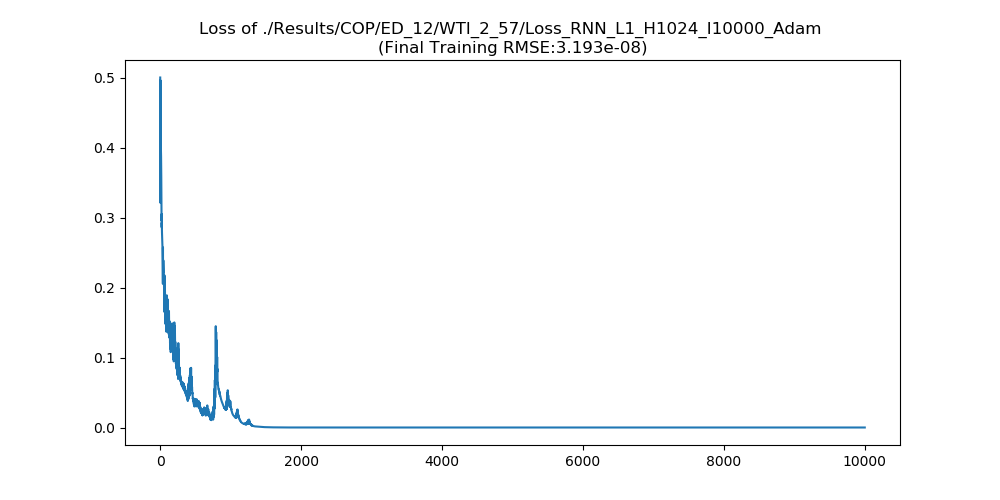 Loss of ./Results/COP/ED_12/WTI_2_57/Loss_RNN_L1_H1024_I10000_Adam
(Final Training RMSE:3.193e-08)
0.5
0.4
0.3
0.2
0.1
0.0
0 2000 4000 6000 8000 10000